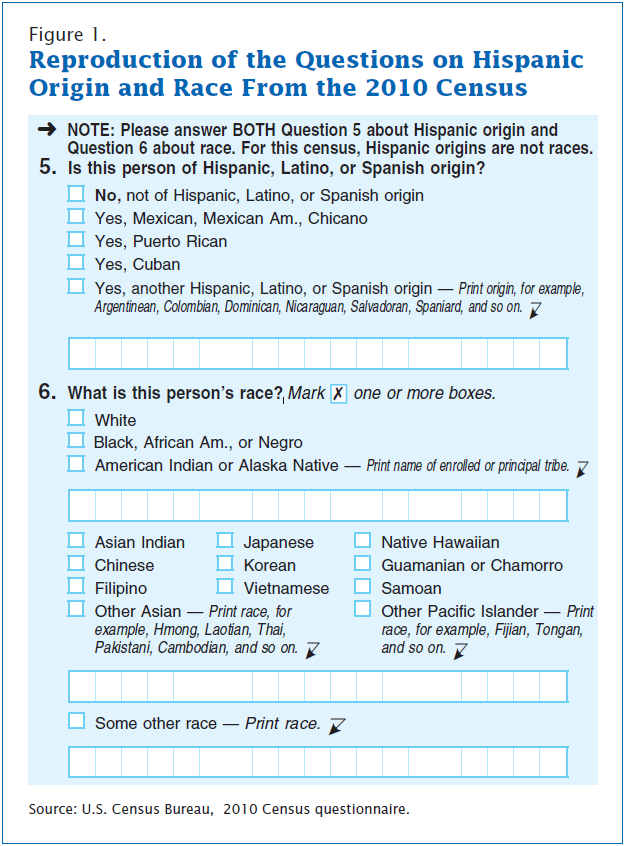 Figure 1.
Reproduction of the Questions on Hispanic
Origin and Race From the 2010 Census
➔ NOTE: Please answer BOTH Question 5 about Hispanic origin and
Question 6 about race. For this census, Hispanic origins are not races.
5. Is this person of Hispanic, Latino, or Spanish origin?
No, not of Hispanic, Latino, or Spanish origin
Yes, Mexican, Mexican Am., Chicano
Yes, Puerto Rican
Yes, Cuban
Yes, another Hispanic, Latino, or Spanish origin — Print origin, for example,
Argentinean, Colombian, Dominican, Nicaraguan, Salvadoran, Spaniard, and so on.
6. What is this person's race? Mark ✗ one or more boxes.
White
Black, African Am., or Negro
American Indian or Alaska Native — Print name of enrolled or principal tribe.
Asian Indian Japanese Native Hawaiian
Chinese Korean Guamanian or Chamorro
Filipino Vietnamese Samoan
Other Asian — Print race, for
example, Hmong, Laotian, Thai,
Pakistani, Cambodian, and so on.
Other Pacific Islander — Print
race, for example, Fijian, Tongan,
and so on.
Some other race — Print race.
Source: U.S. Census Bureau, 2010 Census questionnaire.